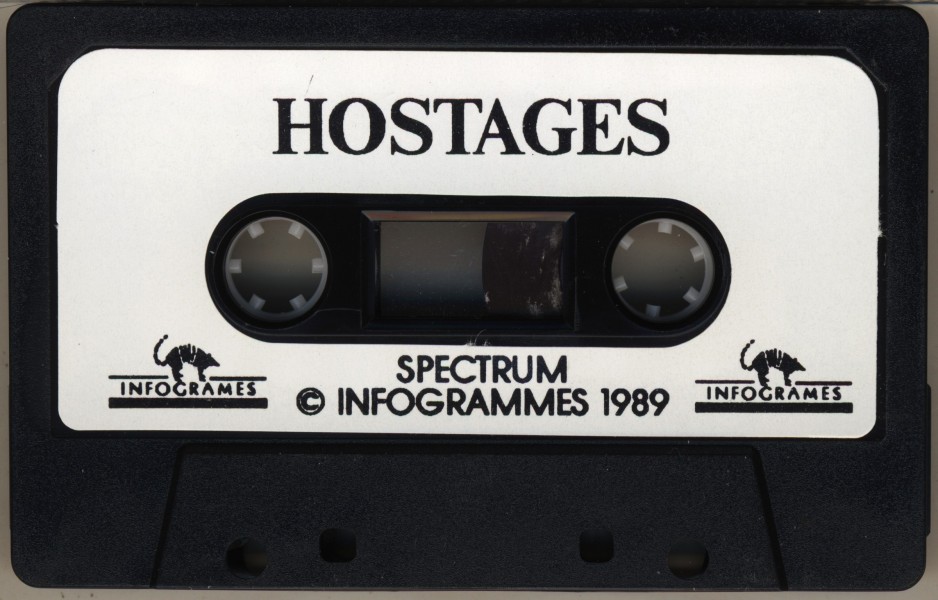 HOSTAGES
SPECTRUM
© INFOGRAMMES 1989
INFOGRAMES
INFOGRAMES